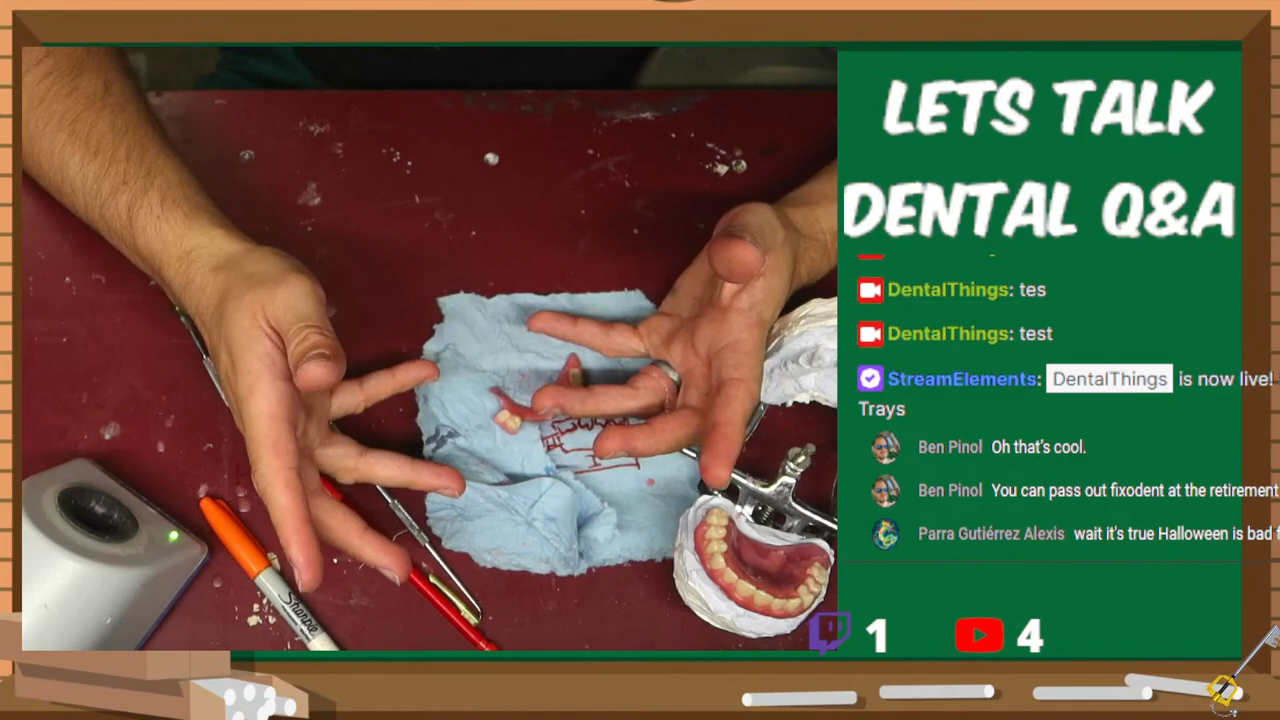 LETS TALK
DENTAL Q&A
DentalThings: tes
DentalThings: test
StreamElements: DentalThings is now live!
Trays
Ben Pinol Oh that's cool.
Ben Pinol You can pass out fixodent at the retirement
Parra Gutiérrez Alexis wait it's true Halloween is bad
Sharpie
1
4